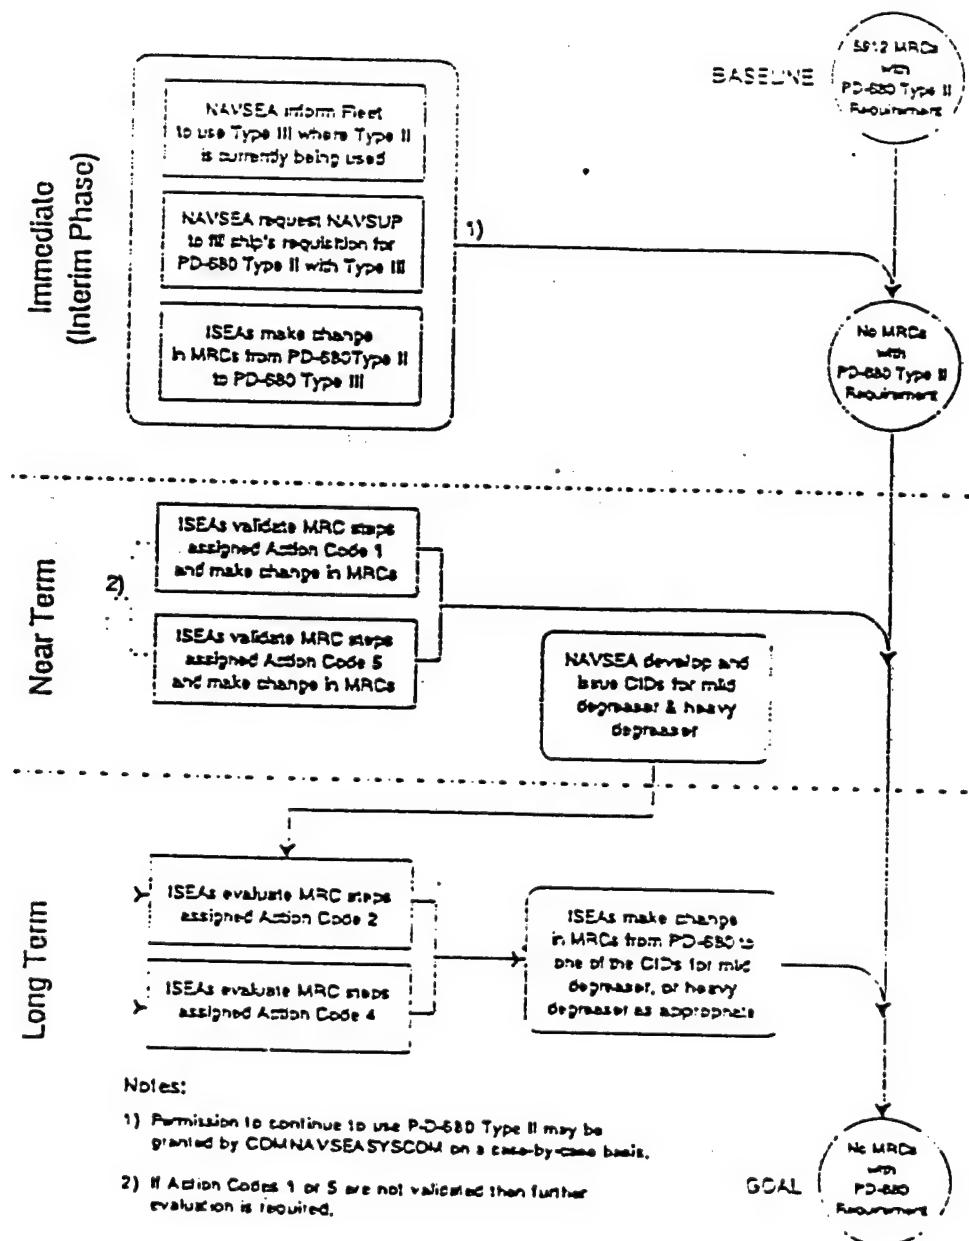 BASELINE
5912 MRCs
with
PD-680 Type II
Requirement
Immediate
(Interim Phase)
NAVSEA inform Fleet
to use Type III where Type II
is currently being used
NAVSEA request NAVSUP
to fill ship's requisition for
PD-680 Type II with Type III
ISEAs make change
in MRCs from PD-680Type II
to PD-680 Type III
1)
No MRCs
with
PD-680 Type II
Requirement
Near Term
2)
ISEAs validate MRC steps
assigned Action Code 1
and make change in MRCs
ISEAs validate MRC steps
assigned Action Code 5
and make change in MRCs
NAVSEA develop and
issue CIDs for mild
degreaser & heavy
degreaser
Long Term
ISEAs evaluate MRC steps
assigned Action Code 2
ISEAs evaluate MRC steps
assigned Action Code 4
ISEAs make change
in MRCs from PD-680 to
one of the CIDs for mild
degreaser, or heavy
degreaser as appropriate
Notes:
1) Permission to continue to use P-D-680 Type II may be
granted by COMNAVSEASYSCOM on a case-by-case basis.
2) If Action Codes 1 or 5 are not validated then further
evaluation is required.
GOAL
No MRCs
with
PD-680
Requirement